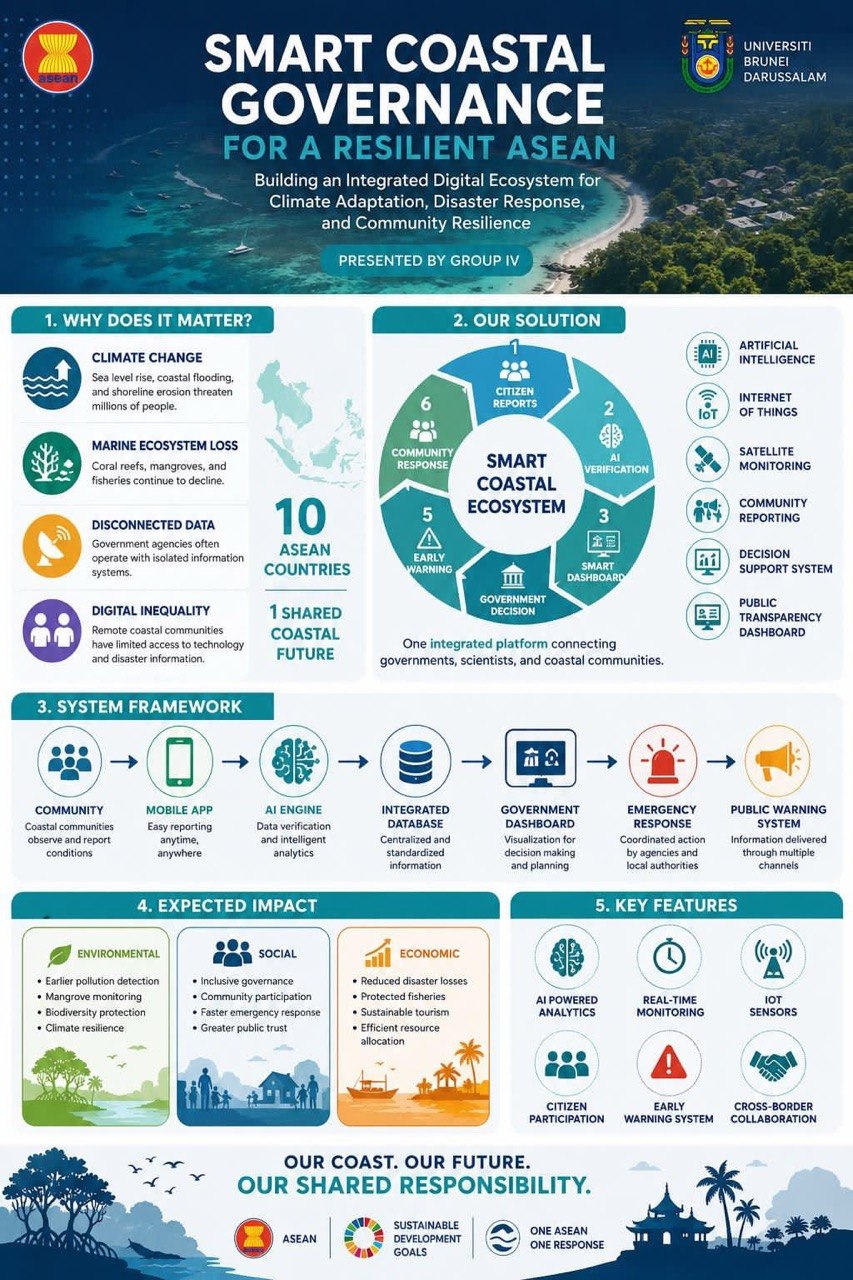 asean
SMART COASTAL
GOVERNANCE
FOR A RESILIENT ASEAN
Building an Integrated Digital Ecosystem for
Climate Adaptation, Disaster Response,
and Community Resilience
PRESENTED BY GROUP IV
UNIVERSITI
BRUNEI
DARUSSALAM
1. WHY DOES IT MATTER?
CLIMATE CHANGE
Sea level rise, coastal flooding,
and shoreline erosion threaten
millions of people.
MARINE ECOSYSTEM LOSS
Coral reefs, mangroves, and
fisheries continue to decline.
DISCONNECTED DATA
Government agencies often
operate with isolated information
systems.
DIGITAL INEQUALITY
Remote coastal communities
have limited access to technology
and disaster information.
10
ASEAN
COUNTRIES
1 SHARED
COASTAL
FUTURE
2. OUR SOLUTION
1
CITIZEN
REPORTS
2
AI
VERIFICATION
3
SMART
DASHBOARD
GOVERNMENT
DECISION
5
EARLY
WARNING
6
COMMUNITY
RESPONSE
SMART
COASTAL
ECOSYSTEM
One integrated platform connecting
governments, scientists, and coastal communities.
AI
ARTIFICIAL
INTELLIGENCE
IoT
INTERNET
OF THINGS
SATELLITE
MONITORING
COMMUNITY
REPORTING
DECISION
SUPPORT SYSTEM
PUBLIC
TRANSPARENCY
DASHBOARD
3. SYSTEM FRAMEWORK
COMMUNITY
Coastal communities
observe and report
conditions
MOBILE APP
Easy reporting
anytime,
anywhere
AI ENGINE
Data verification
and intelligent
analytics
INTEGRATED
DATABASE
Centralized and
standardized
information
GOVERNMENT
DASHBOARD
Visualization for
decision making
and planning
EMERGENCY
RESPONSE
Coordinated action
by agencies and
local authorities
PUBLIC WARNING
SYSTEM
Information delivered
through multiple
channels
4. EXPECTED IMPACT
ENVIRONMENTAL
• Earlier pollution detection
• Mangrove monitoring
• Biodiversity protection
• Climate resilience
SOCIAL
• Inclusive governance
• Community participation
• Faster emergency response
• Greater public trust
ECONOMIC
• Reduced disaster losses
• Protected fisheries
• Sustainable tourism
• Efficient resource
allocation
5. KEY FEATURES
AI POWERED
ANALYTICS
REAL-TIME
MONITORING
IOT
SENSORS
CITIZEN
PARTICIPATION
EARLY
WARNING SYSTEM
CROSS-BORDER
COLLABORATION
OUR COAST. OUR FUTURE.
OUR SHARED RESPONSIBILITY.
ASEAN
SUSTAINABLE
DEVELOPMENT
GOALS
ONE ASEAN
ONE RESPONSE